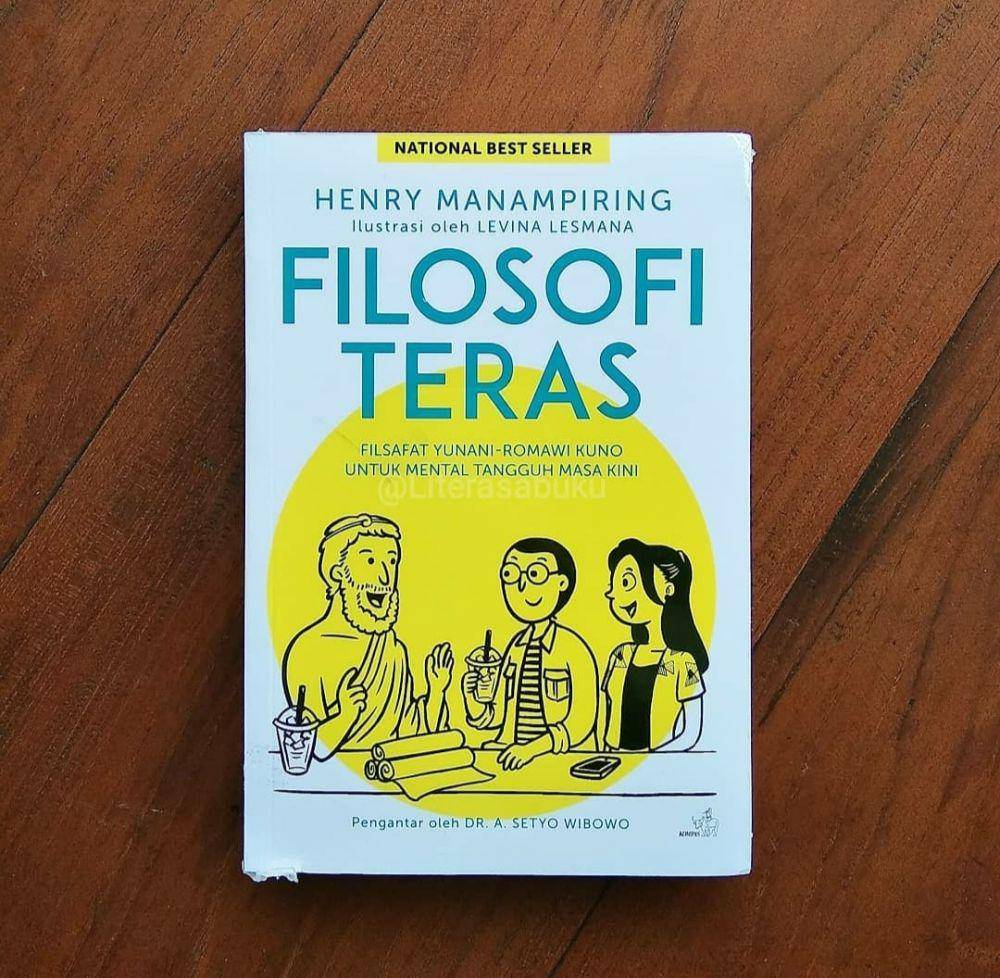 NATIONAL BEST SELLER
HENRY MANAMPIRING
Ilustrasi oleh LEVINA LESMANA
FILOSOFI
TERAS
FILSAFAT YUNANI-ROMAWI KUNO
UNTUK MENTAL TANGGUH MASA KINI
@Literasabuku
Pengantar oleh DR. A. SETYO WIBOWO
KOMPAS